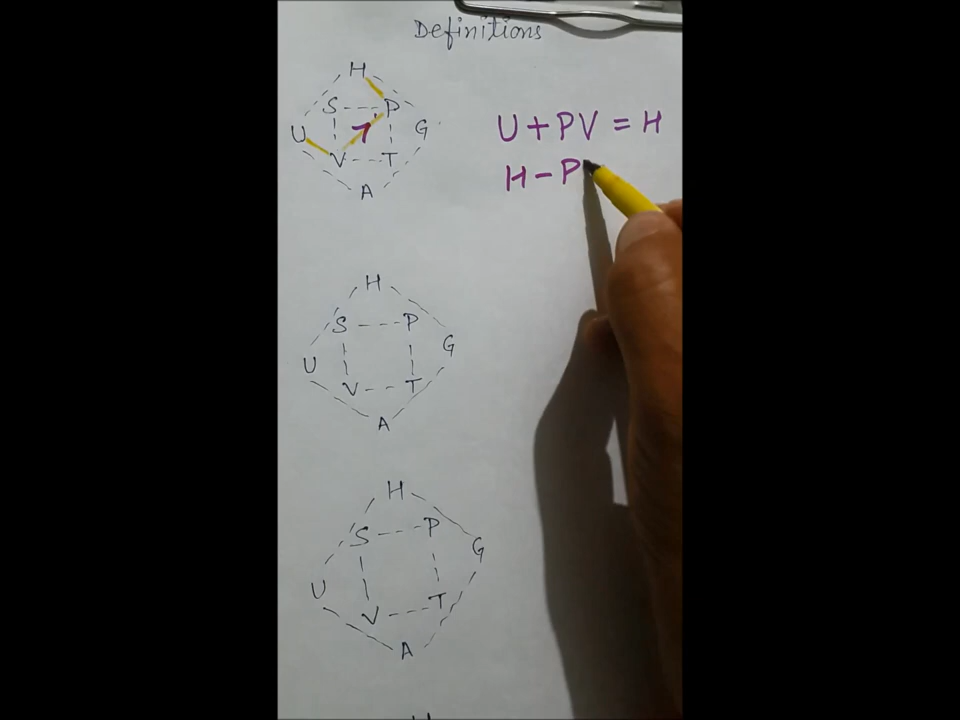 Definitions
H
S P
U G
V T
A
U + PV = H
H - P
H
S P
G
U
V T
A
H
S P
G
U
V T
A
H